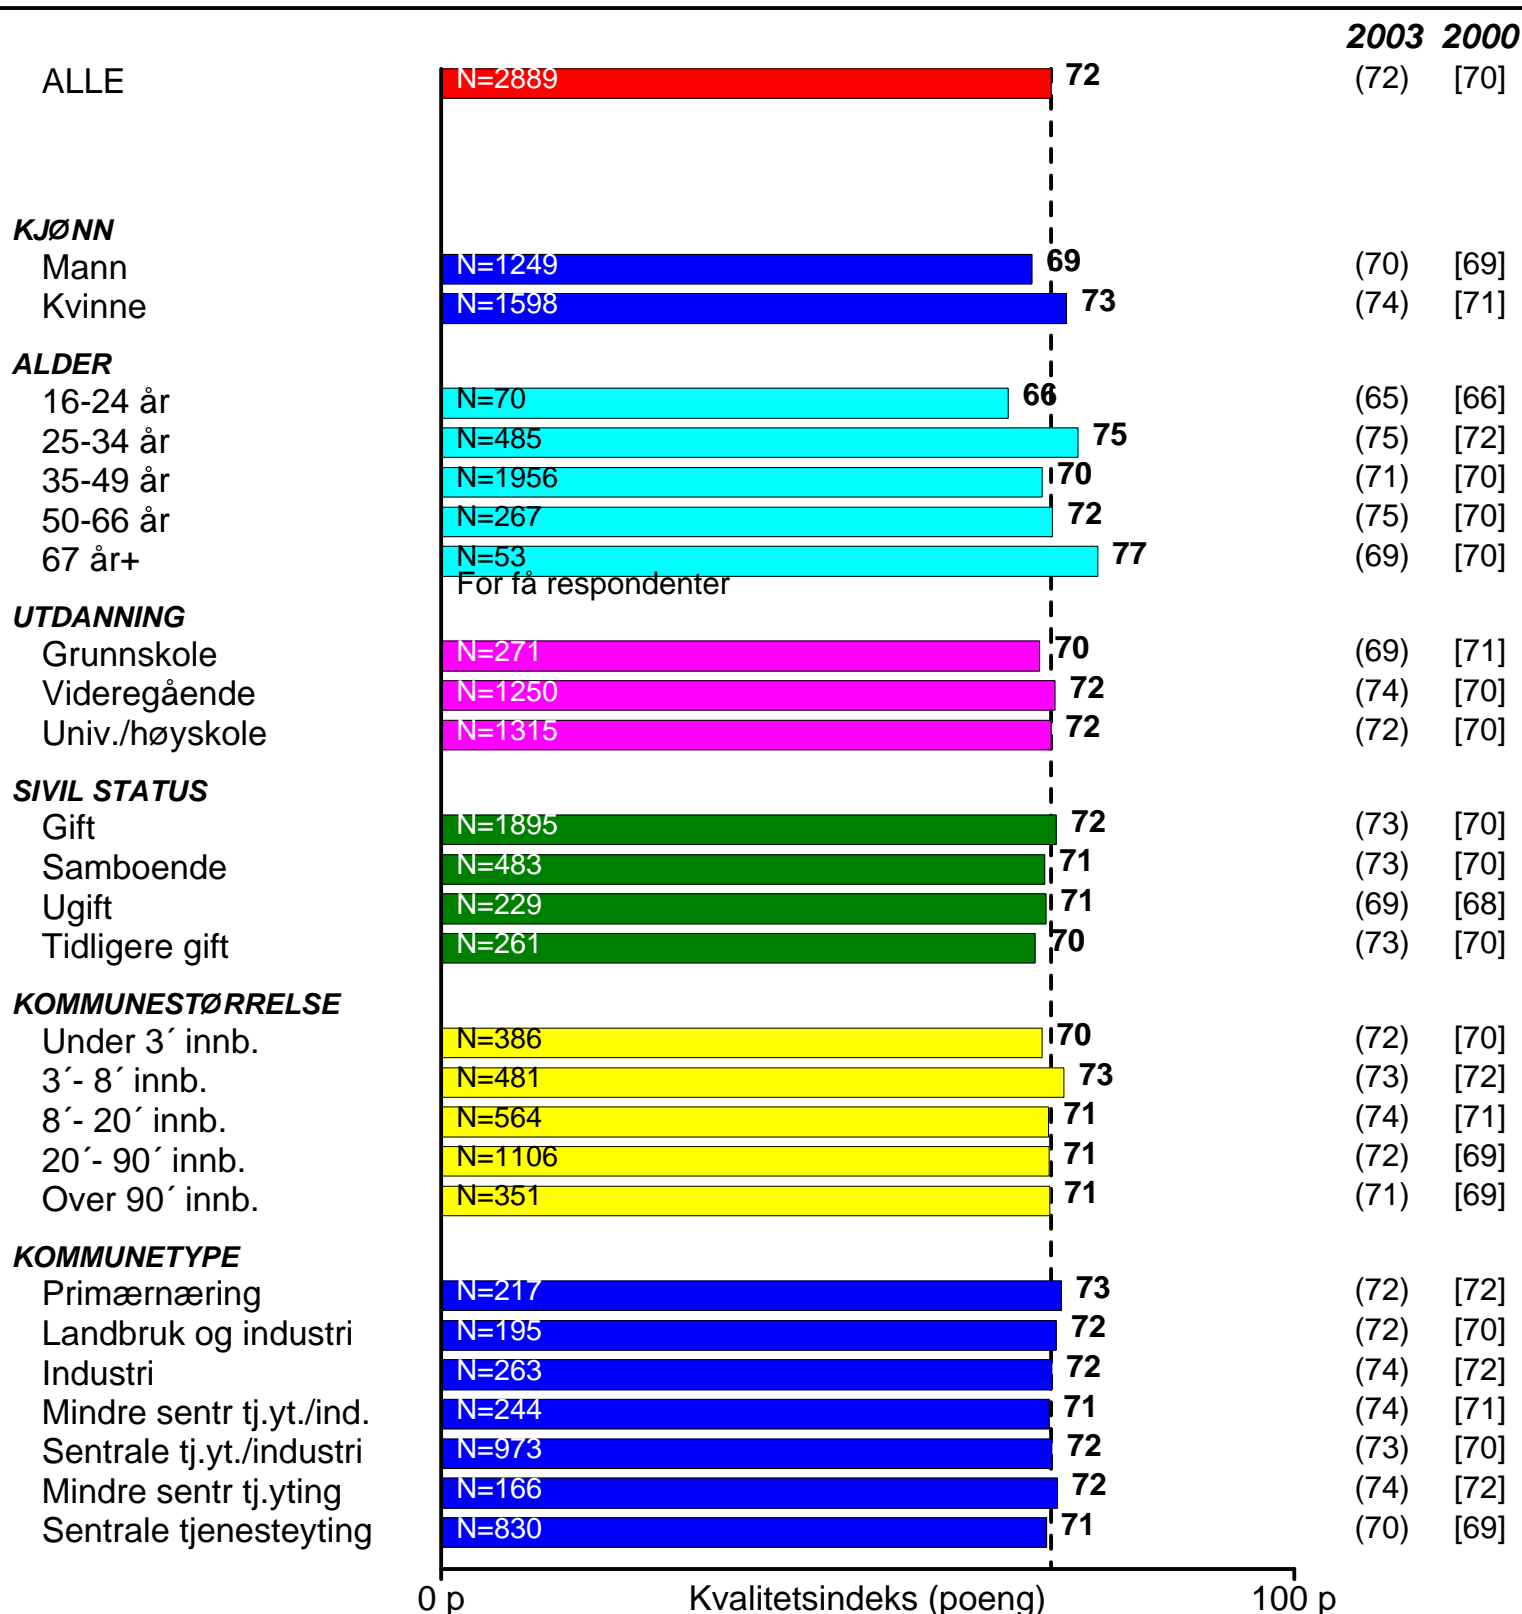 2003 2000
ALLE N=2889 72 (72) [70]
KJØNN
Mann N=1249 69 (70) [69]
Kvinne N=1598 73 (74) [71]
ALDER
16-24 år N=70 66 (65) [66]
25-34 år N=485 75 (75) [72]
35-49 år N=1956 70 (71) [70]
50-66 år N=267 72 (75) [70]
67 år+ N=53 77 (69) [70]
For få respondenter
UTDANNING
Grunnskole N=271 70 (69) [71]
Videregående N=1250 72 (74) [70]
Univ./høyskole N=1315 72 (72) [70]
SIVIL STATUS
Gift N=1895 72 (73) [70]
Samboende N=483 71 (73) [70]
Ugift N=229 71 (69) [68]
Tidligere gift N=261 70 (73) [70]
KOMMUNESTØRRELSE
Under 3´ innb. N=386 70 (72) [70]
3´- 8´ innb. N=481 73 (73) [72]
8´- 20´ innb. N=564 71 (74) [71]
20´- 90´ innb. N=1106 71 (72) [69]
Over 90´ innb. N=351 71 (71) [69]
KOMMUNETYPE
Primærnæring N=217 73 (72) [72]
Landbruk og industri N=195 72 (72) [70]
Industri N=263 72 (74) [72]
Mindre sentr tj.yt./ind. N=244 71 (74) [71]
Sentrale tj.yt./industri N=973 72 (73) [70]
Mindre sentr tj.yting N=166 72 (74) [72]
Sentrale tjenesteyting N=830 71 (70) [69]
0 p Kvalitetsindeks (poeng) 100 p